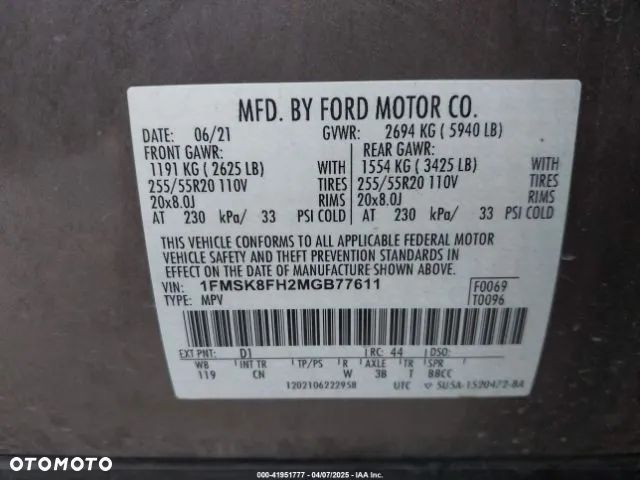 MFD. BY FORD MOTOR CO.
DATE: 06/21 GVWR: 2694 KG ( 5940 LB)
FRONT GAWR: REAR GAWR:
1191 KG ( 2625 LB) WITH 1554 KG ( 3425 LB) WITH
255/55R20 110V TIRES 255/55R20 110V TIRES
20x8.0J RIMS 20x8.0J RIMS
AT 230 kPa/ 33 PSI COLD AT 230 kPa/ 33 PSI COLD
THIS VEHICLE CONFORMS TO ALL APPLICABLE FEDERAL MOTOR
VEHICLE SAFETY AND THEFT PREVENTION STANDARDS IN
EFFECT ON THE DATE OF MANUFACTURE SHOWN ABOVE.
VIN: 1FMSK8FH2MGB77611 F0069
TYPE: MPV T0096
EXT PNT: D1 RC: 44 DSO:
WB INT TR TP/PS R AXLE TR SPR
119 CN W 3B T BBCC
1202106222958 UTC SU5A-1520472-BA
OTOMOTO
000-41951777 - 04/07/2025 - IAA Inc.
OTOMOTO